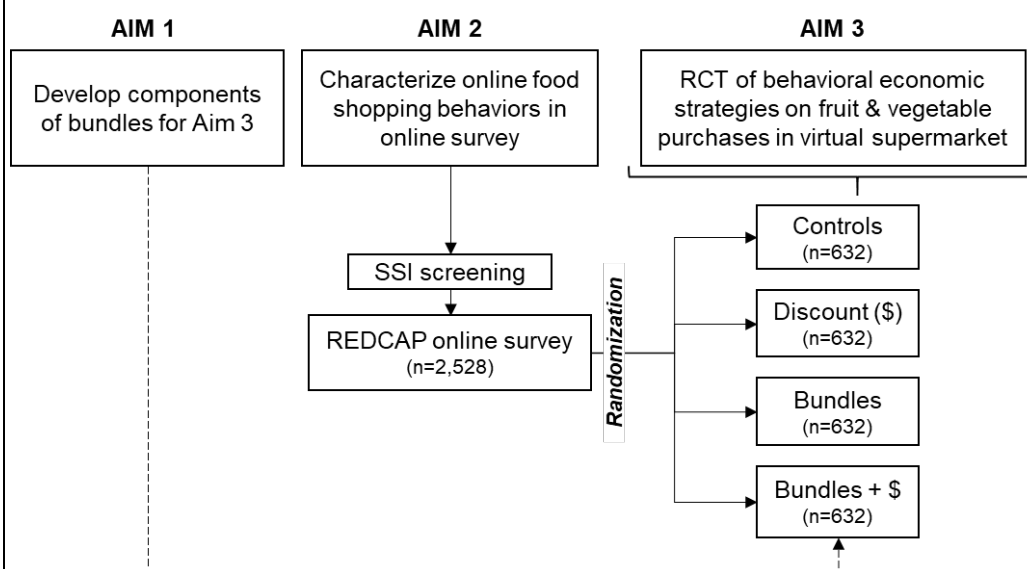 AIM 1
Develop components
of bundles for Aim 3
AIM 2
Characterize online food
shopping behaviors in
online survey
SSI screening
REDCAP online survey
(n=2,528)
Randomization
AIM 3
RCT of behavioral economic
strategies on fruit & vegetable
purchases in virtual supermarket
Controls
(n=632)
Discount ($)
(n=632)
Bundles
(n=632)
Bundles + $
(n=632)